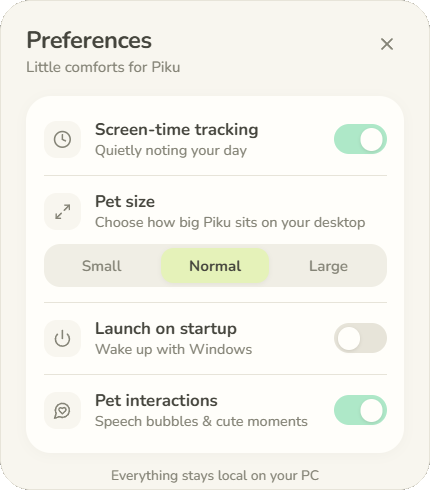 Preferences
Little comforts for Piku
Screen-time tracking
Quietly noting your day
Pet size
Choose how big Piku sits on your desktop
Small Normal Large
Launch on startup
Wake up with Windows
Pet interactions
Speech bubbles & cute moments
Everything stays local on your PC